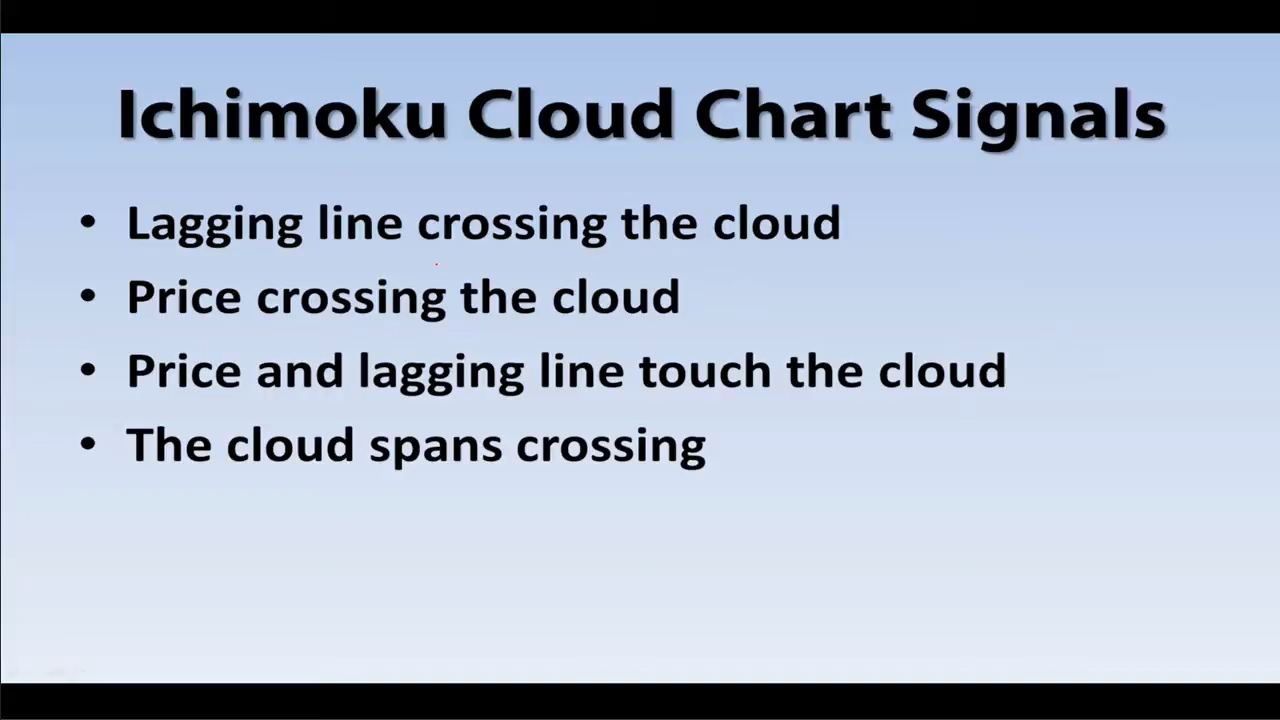 Ichimoku Cloud Chart Signals
• Lagging line crossing the cloud
• Price crossing the cloud
• Price and lagging line touch the cloud
• The cloud spans crossing